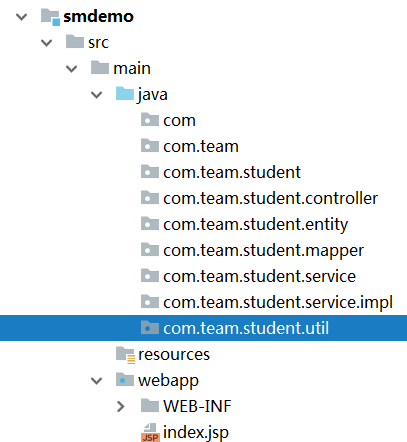 smdemo
src
main
java
com
com.team
com.team.student
com.team.student.controller
com.team.student.entity
com.team.student.mapper
com.team.student.service
com.team.student.service.impl
com.team.student.util
resources
webapp
WEB-INF
JSP index.jsp